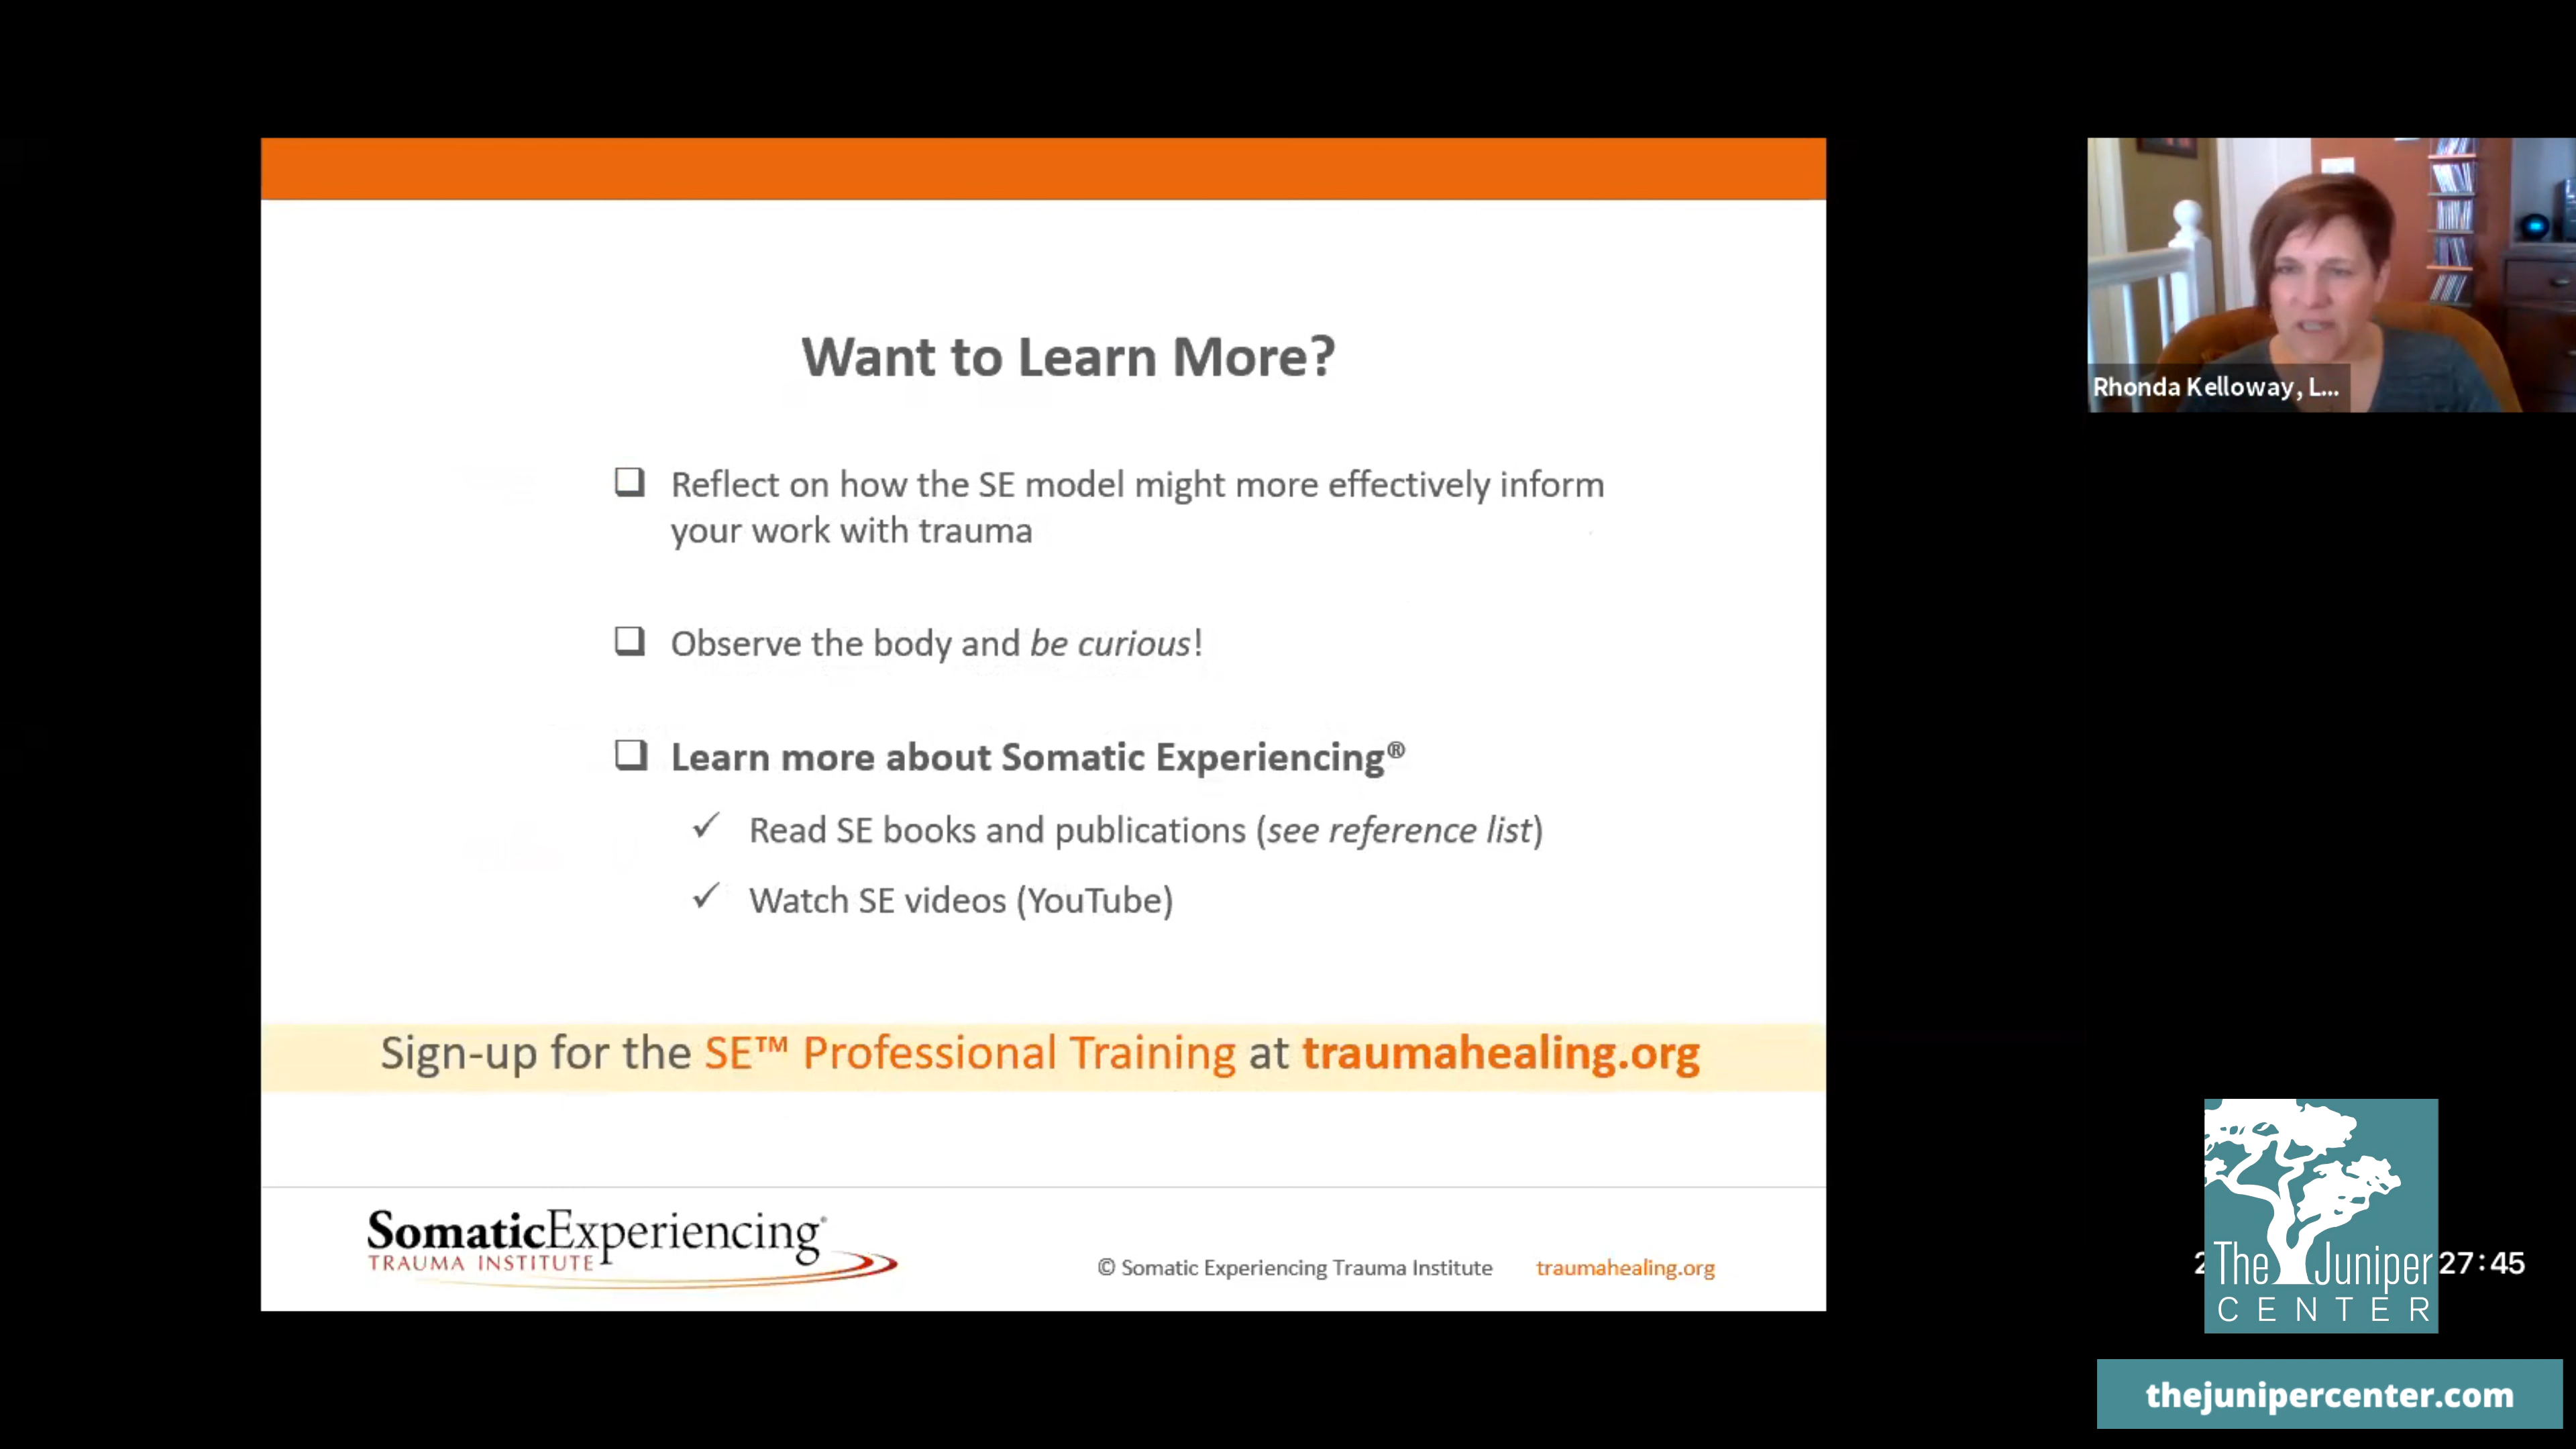 Want to Learn More?
Reflect on how the SE model might more effectively inform
your work with trauma
Observe the body and be curious!
Learn more about Somatic Experiencing®
Read SE books and publications (see reference list)
Watch SE videos (YouTube)
Sign-up for the SE™ Professional Training at traumahealing.org
SomaticExperiencing®
TRAUMA INSTITUTE
© Somatic Experiencing Trauma Institute traumahealing.org
Rhonda Kelloway, L...
The Juniper
CENTER
27:45
thejunipercenter.com